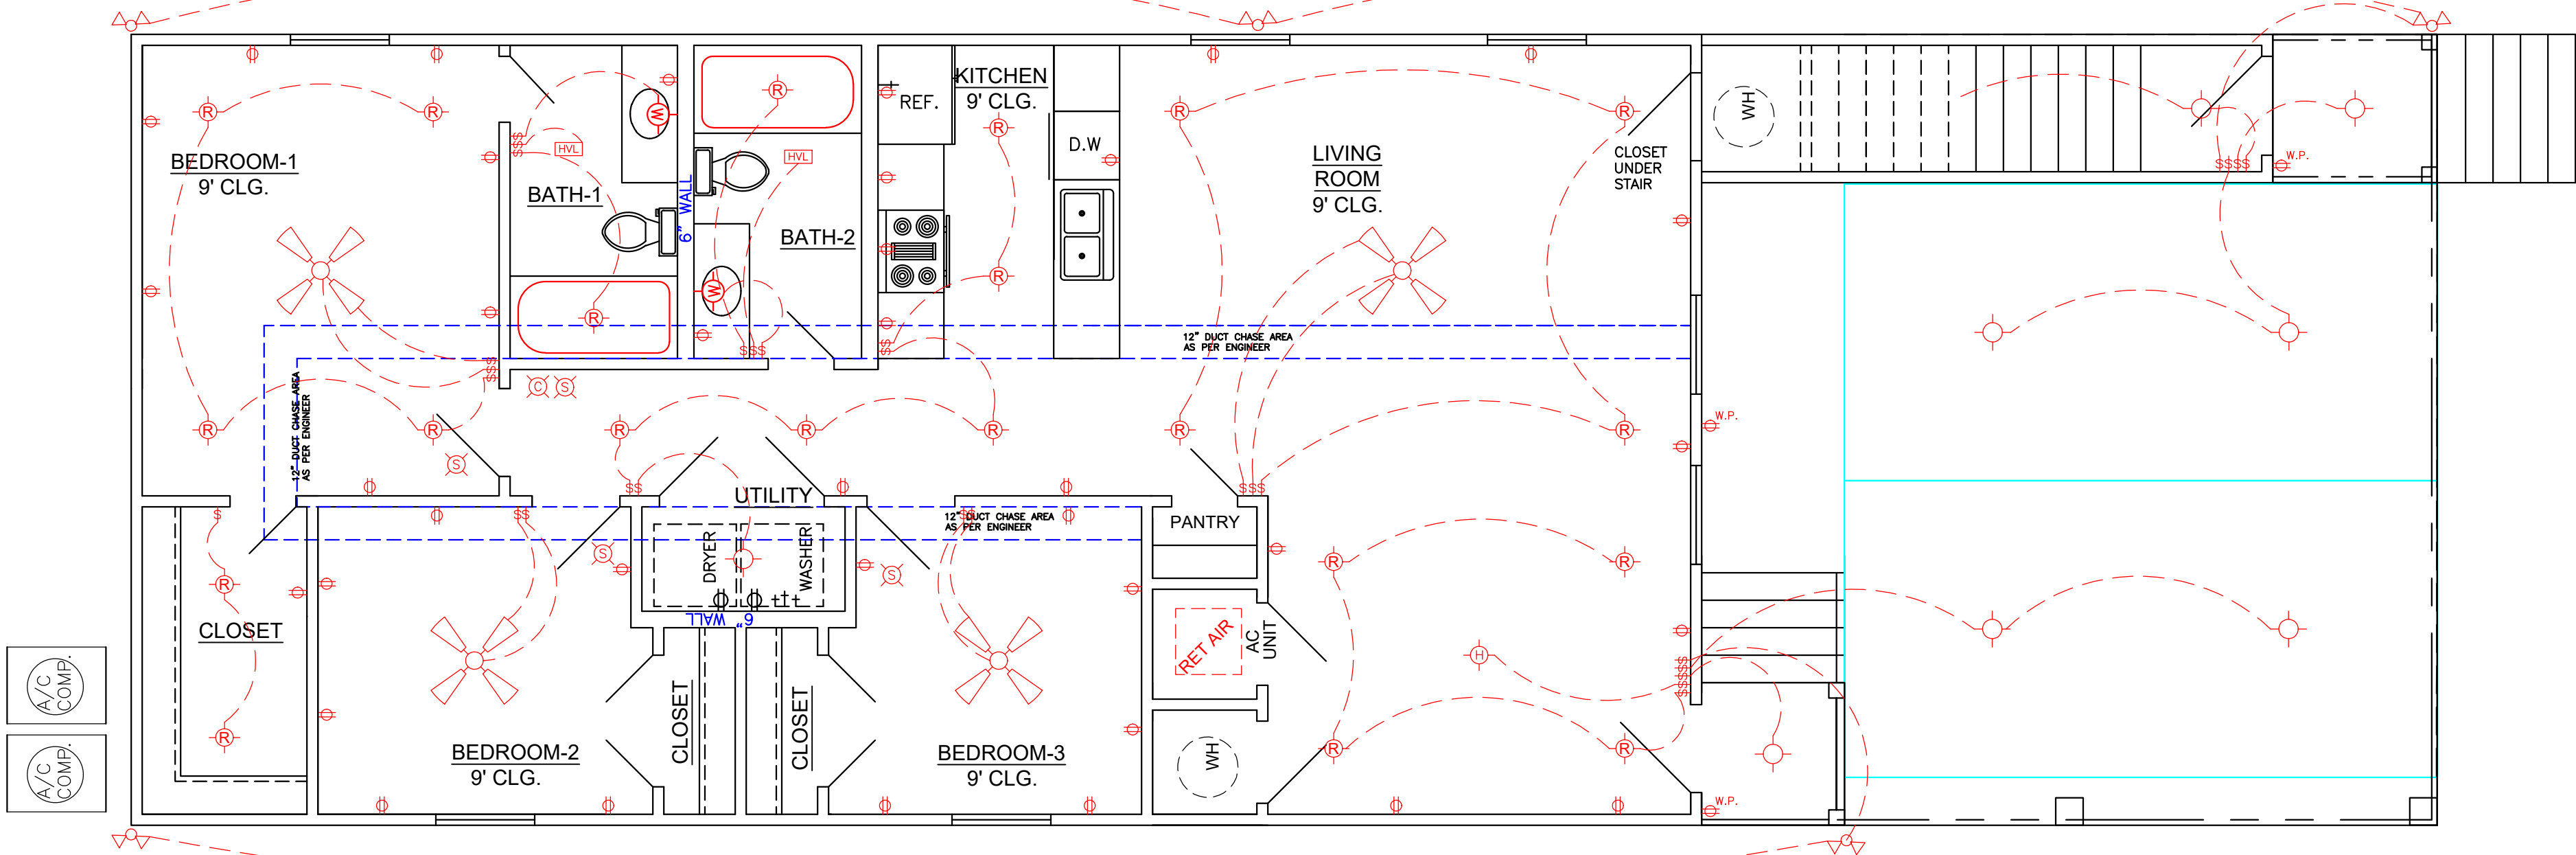 BEDROOM-1
9' CLG.
R
R
R
R
HVL
BATH-1
W
R
$$$
6" WALL
R
HVL
BATH-2
W
$$$
REF.
KITCHEN
9' CLG.
R
R
$$
D.W
LIVING
ROOM
9' CLG.
R
R
CLOSET
UNDER
STAIR
WH
$$$$
W.P.
12" DUCT CHASE AREA
AS PER ENGINEER
12" DUCT CHASE AREA
AS PER ENGINEER
$$$
C
S
S
R
R
R
R
R
W.P.
$
$$
$$
UTILITY
DRYER
WASHER
6" WALL
12" DUCT CHASE AREA
AS PER ENGINEER
$$
$$$
PANTRY
S
S
R
R
R
CLOSET
R
A/C
COMP.
A/C
COMP.
BEDROOM-2
9' CLG.
CLOSET
CLOSET
BEDROOM-3
9' CLG.
RET AIR
AC
UNIT
WH
H
R
R
$$$$$
W.P.